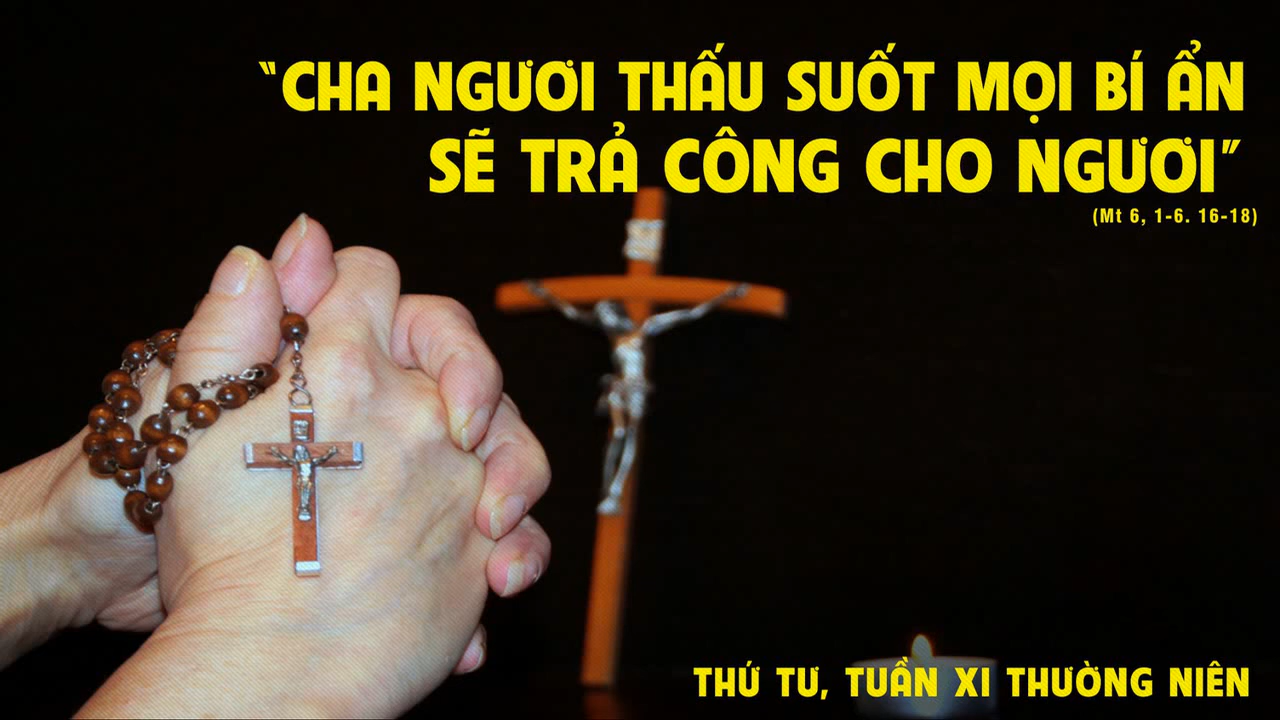 “CHA NGƯƠI THẤU SUỐT MỌI BÍ ẨN
SẼ TRẢ CÔNG CHO NGƯƠI”
(Mt 6, 1-6. 16-18)
THỨ TƯ, TUẦN XI THƯỜNG NIÊN